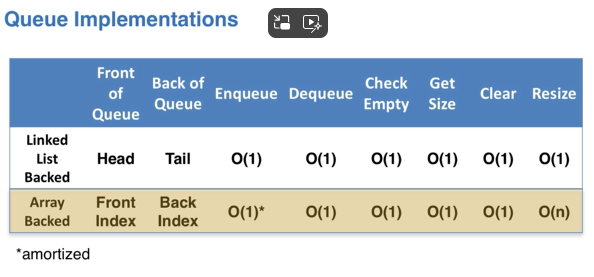 Queue Implementations
Front of Queue Back of Queue Enqueue Dequeue Check Empty Get Size Clear Resize
Linked List Backed Head Tail O(1) O(1) O(1) O(1) O(1) O(1)
Array Backed Front Index Back Index O(1)* O(1) O(1) O(1) O(1) O(n)
*amortized